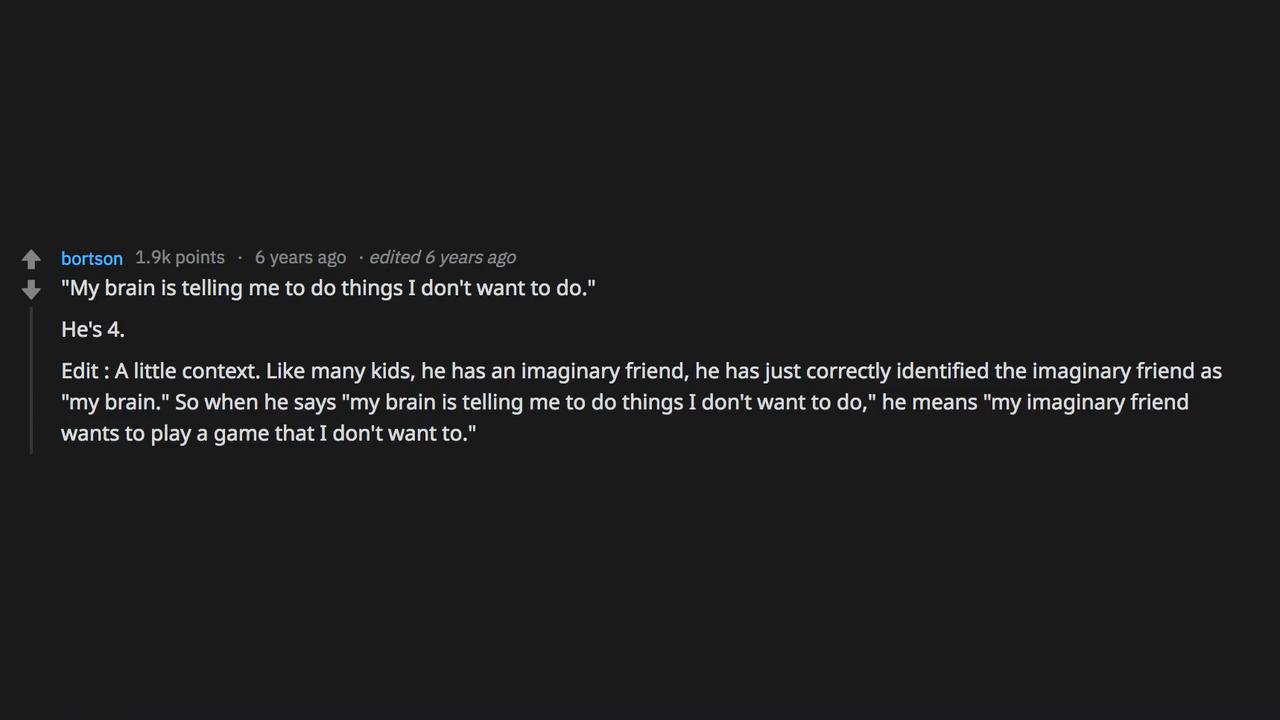 bortson 1.9k points · 6 years ago · edited 6 years ago
"My brain is telling me to do things I don't want to do."
He's 4.
Edit : A little context. Like many kids, he has an imaginary friend, he has just correctly identified the imaginary friend as
"my brain." So when he says "my brain is telling me to do things I don't want to do," he means "my imaginary friend
wants to play a game that I don't want to."